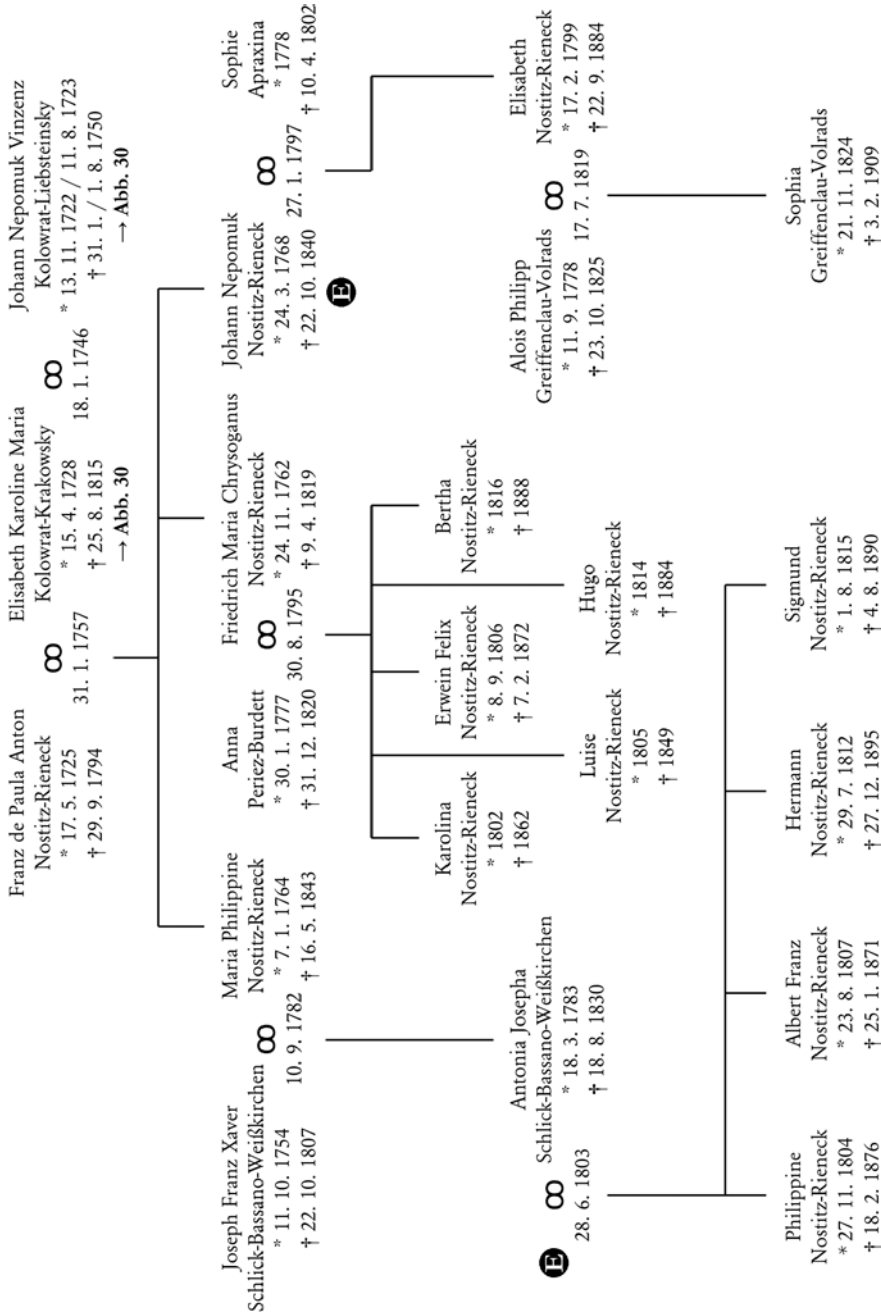 Franz de Paula Anton
Nostitz-Rieneck
* 17. 5. 1725
† 29. 9. 1794
∞
31. 1. 1757
Elisabeth Karoline Maria
Kolowrat-Krakowsky
* 15. 4. 1728
† 25. 8. 1815
→ Abb. 30
∞
18. 1. 1746
Johann Nepomuk Vinzenz
Kolowrat-Liebsteinsky
* 13. 11. 1722 / 11. 8. 1723
† 31. 1. / 1. 8. 1750
→ Abb. 30
Joseph Franz Xaver
Schlick-Bassano-Weißkirchen
* 11. 10. 1754
† 22. 10. 1807
∞
10. 9. 1782
Maria Philippine
Nostitz-Rieneck
* 7. 1. 1764
† 16. 5. 1843
Anna
Periez-Burdett
* 30. 1. 1777
† 31. 12. 1820
∞
30. 8. 1795
Friedrich Maria Chrysoganus
Nostitz-Rieneck
* 24. 11. 1762
† 9. 4. 1819
Johann Nepomuk
Nostitz-Rieneck
* 24. 3. 1768
† 22. 10. 1840
E
∞
27. 1. 1797
Sophie
Apraxina
* 1778
† 10. 4. 1802
Karolina
Nostitz-Rieneck
* 1802
† 1862
Luise
Nostitz-Rieneck
* 1805
† 1849
Erwein Felix
Nostitz-Rieneck
* 8. 9. 1806
† 7. 2. 1872
Hugo
Nostitz-Rieneck
* 1814
† 1884
Bertha
Nostitz-Rieneck
* 1816
† 1888
E
∞
28. 6. 1803
Antonia Josepha
Schlick-Bassano-Weißkirchen
* 18. 3. 1783
† 18. 8. 1830
Alois Philipp
Greiffenclau-Volrads
* 11. 9. 1778
† 23. 10. 1825
∞
17. 7. 1819
Elisabeth
Nostitz-Rieneck
* 17. 2. 1799
† 22. 9. 1884
Philippine
Nostitz-Rieneck
* 27. 11. 1804
† 18. 2. 1876
Albert Franz
Nostitz-Rieneck
* 23. 8. 1807
† 25. 1. 1871
Hermann
Nostitz-Rieneck
* 29. 7. 1812
† 27. 12. 1895
Sigmund
Nostitz-Rieneck
* 1. 8. 1815
† 4. 8. 1890
Sophia
Greiffenclau-Volrads
* 21. 11. 1824
† 3. 2. 1909